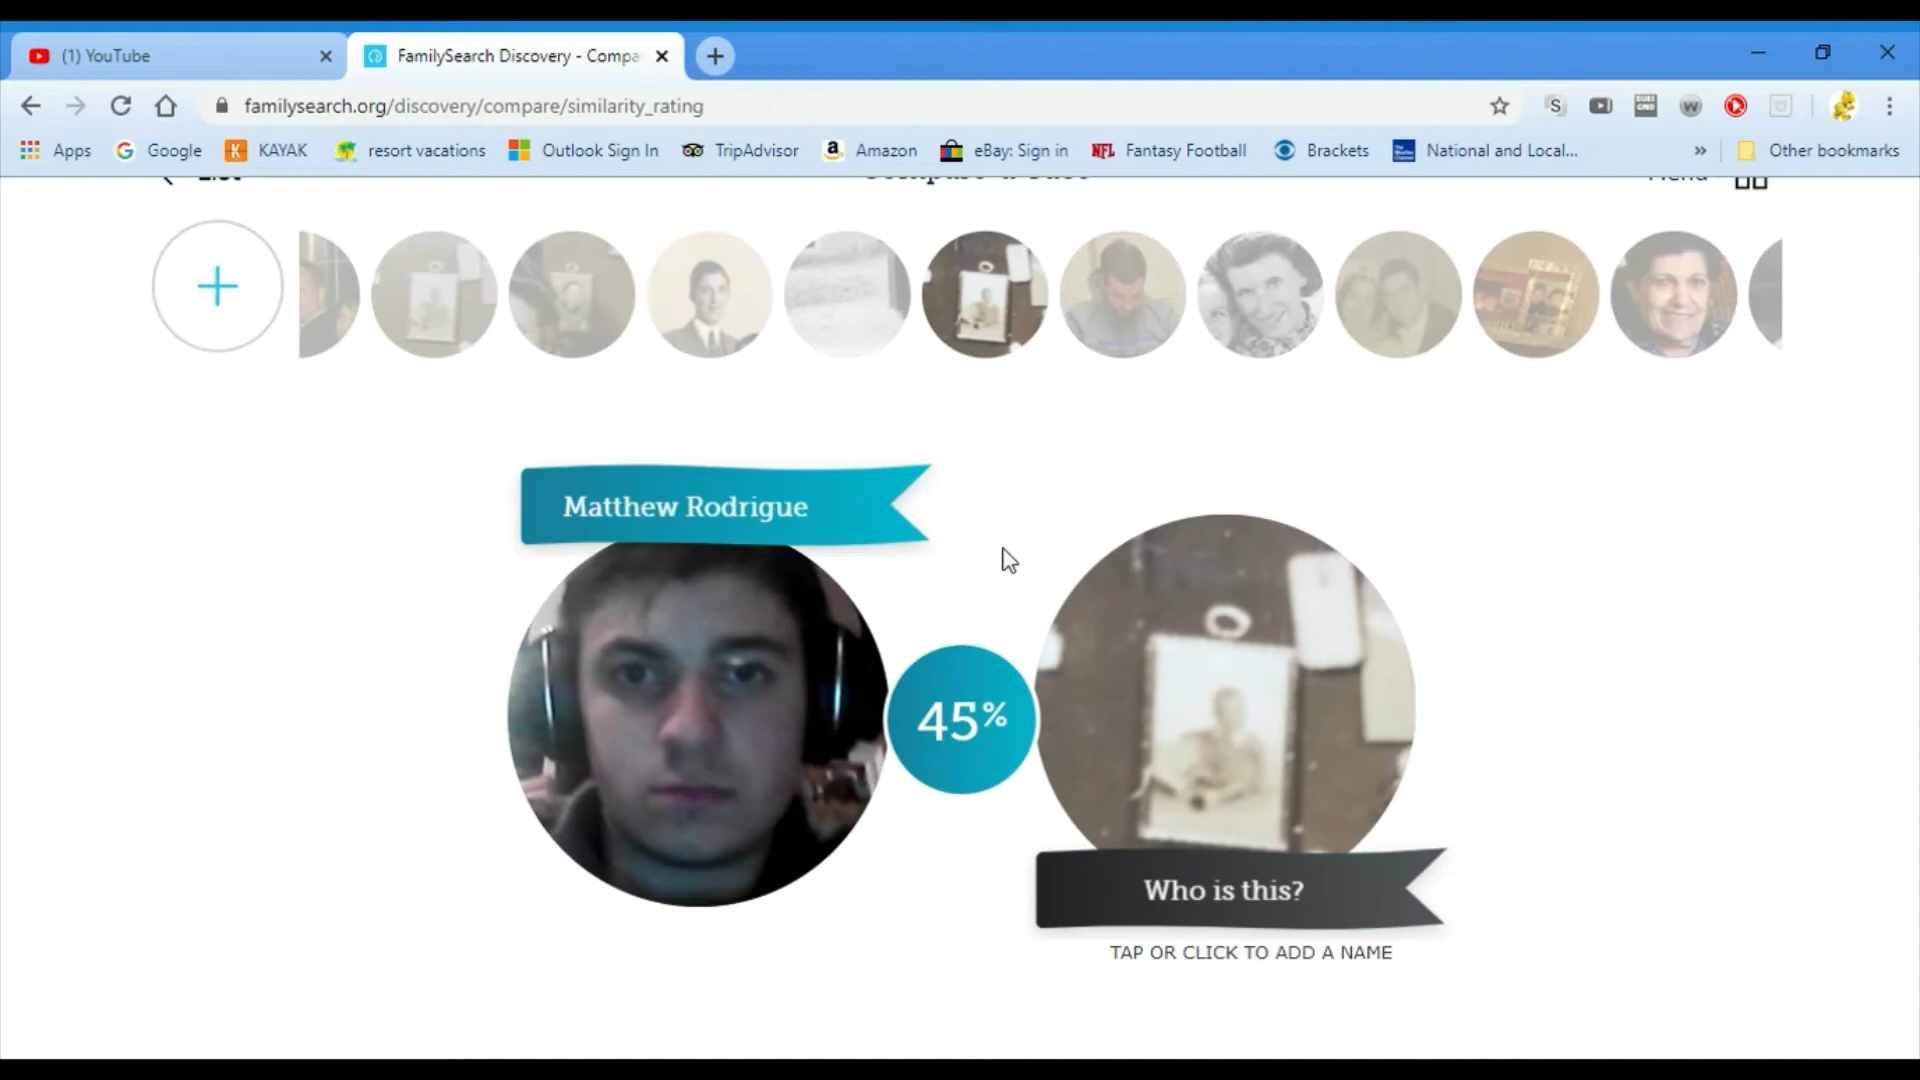 (1) YouTube
FamilySearch Discovery - Compa
familysearch.org/discovery/compare/similarity_rating
Apps Google KAYAK resort vacations Outlook Sign In TripAdvisor Amazon eBay: Sign in NFL Fantasy Football Brackets National and Local... » Other bookmarks
Matthew Rodrigue
45%
Who is this?
TAP OR CLICK TO ADD A NAME